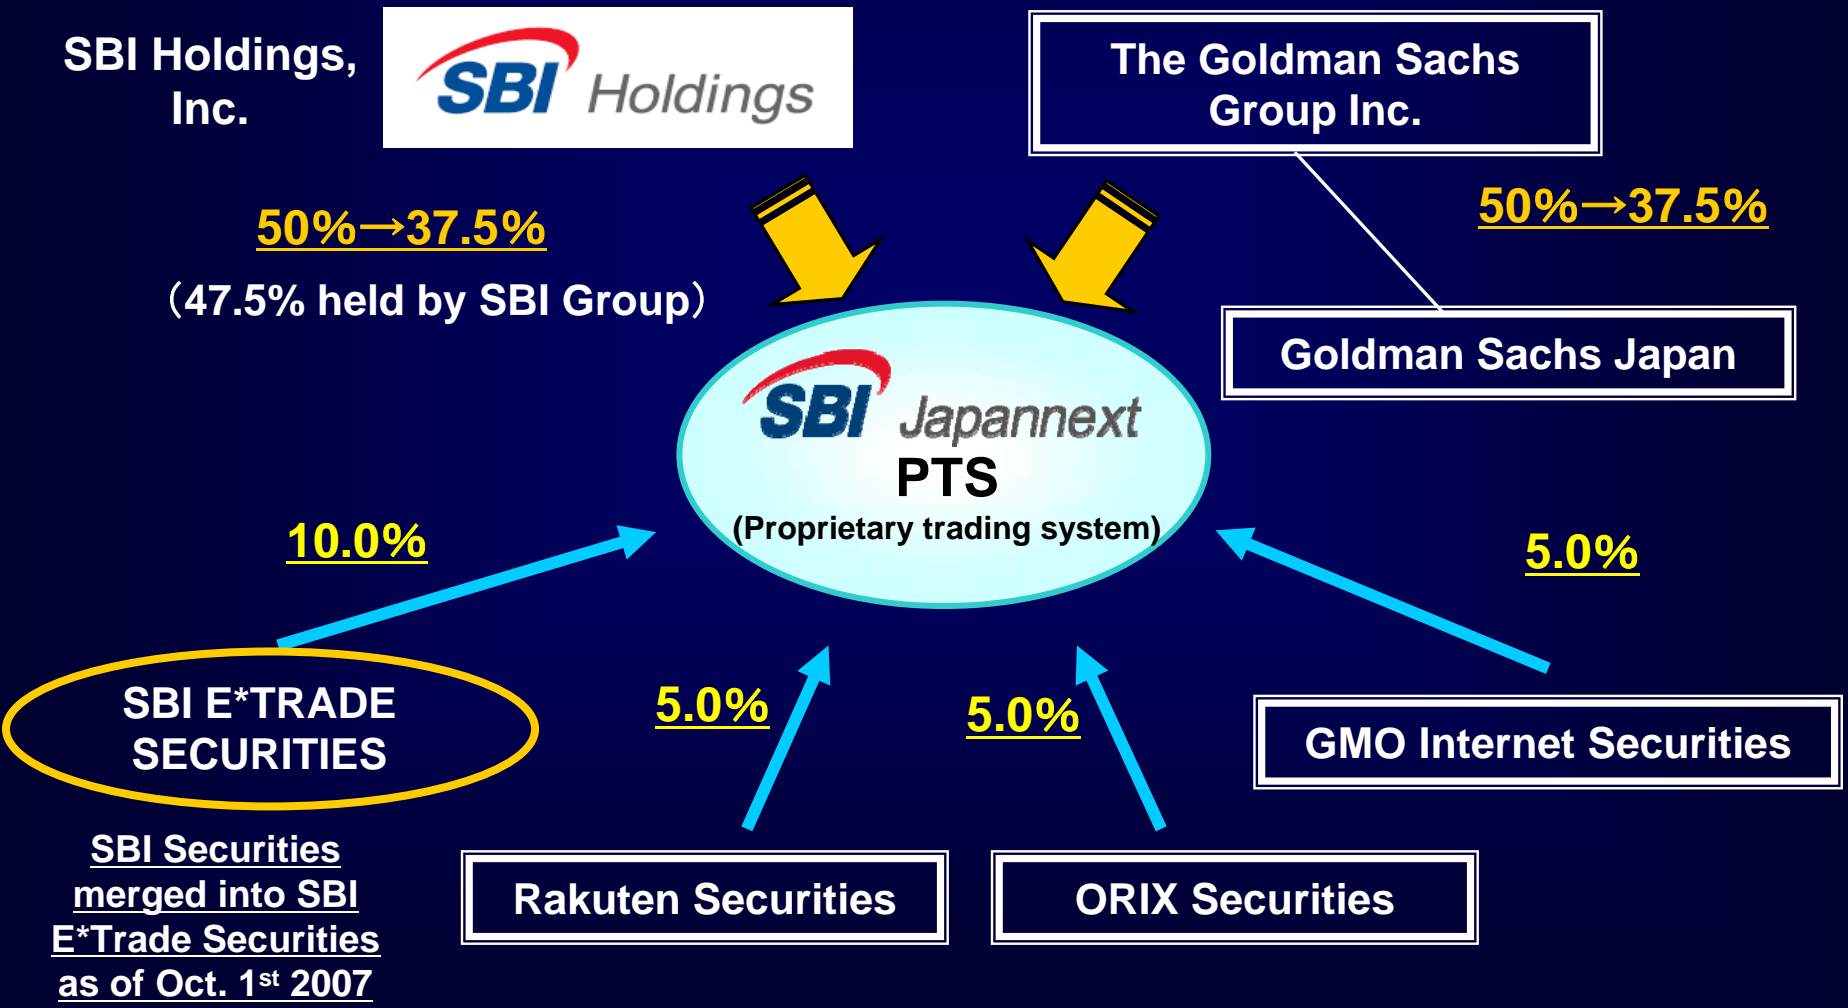 SBI Holdings,
Inc.
SBI Holdings
The Goldman Sachs
Group Inc.
50%→37.5%
（47.5% held by SBI Group）
50%→37.5%
Goldman Sachs Japan
SBI Japannext
PTS
(Proprietary trading system)
10.0%
5.0%
SBI E*TRADE
SECURITIES
5.0%
5.0%
GMO Internet Securities
SBI Securities
merged into SBI
E*Trade Securities
as of Oct. 1st 2007
Rakuten Securities
ORIX Securities